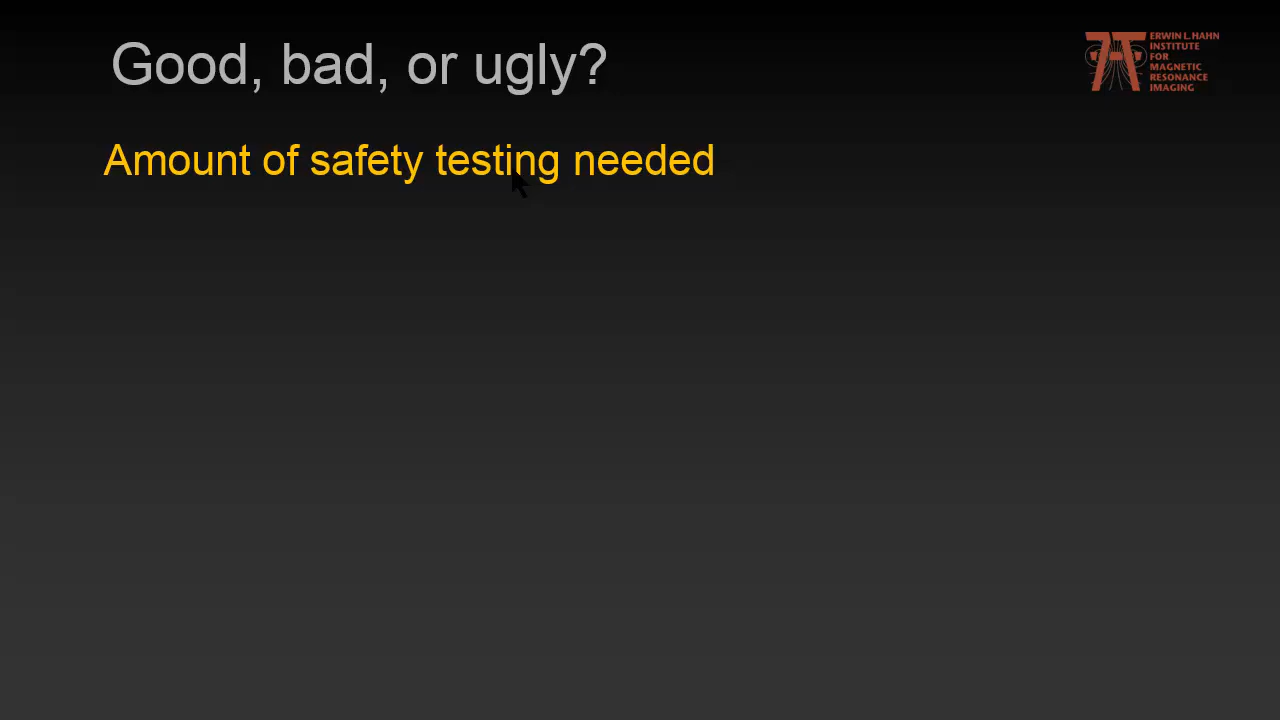 Good, bad, or ugly?
ERWIN L. HAHN
INSTITUTE
FOR
MAGNETIC
RESONANCE
IMAGING
Amount of safety testing needed